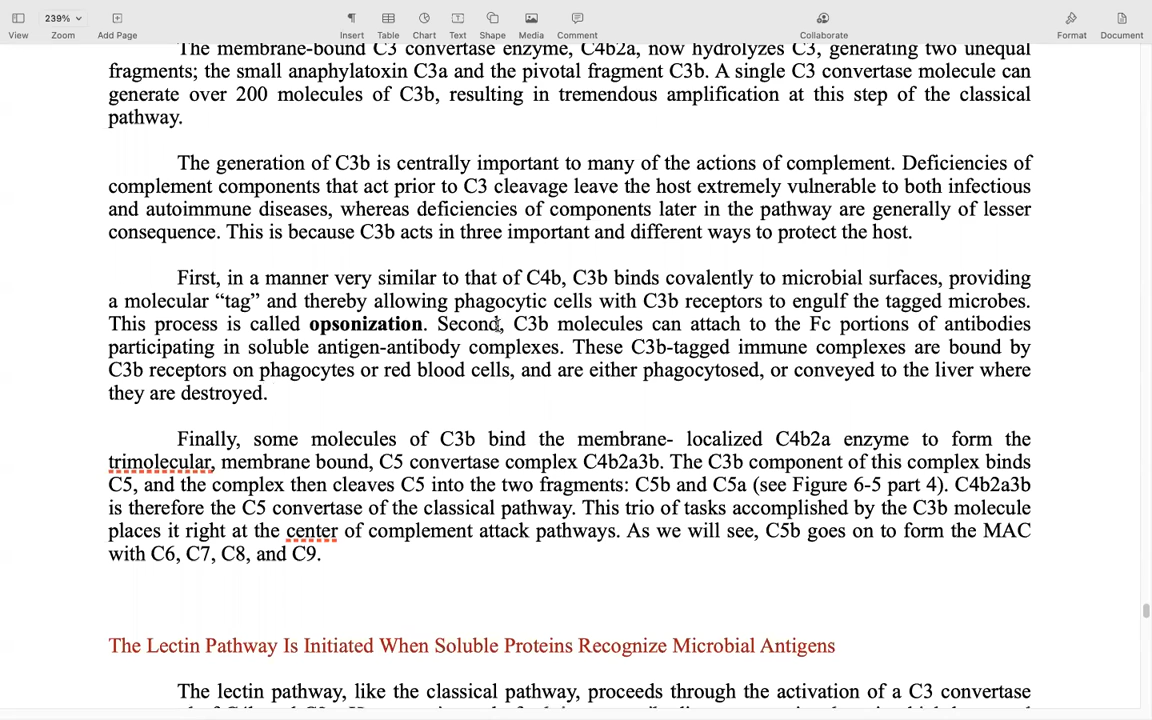 239%
View
Zoom
Add Page
Insert
Table
Chart
Text
Shape
Media
Comment
Collaborate
Format
Document
The membrane-bound C3 convertase enzyme, C4b2a, now hydrolyzes C3, generating two unequal
fragments; the small anaphylatoxin C3a and the pivotal fragment C3b. A single C3 convertase molecule can
generate over 200 molecules of C3b, resulting in tremendous amplification at this step of the classical
pathway.
The generation of C3b is centrally important to many of the actions of complement. Deficiencies of
complement components that act prior to C3 cleavage leave the host extremely vulnerable to both infectious
and autoimmune diseases, whereas deficiencies of components later in the pathway are generally of lesser
consequence. This is because C3b acts in three important and different ways to protect the host.
First, in a manner very similar to that of C4b, C3b binds covalently to microbial surfaces, providing
a molecular “tag” and thereby allowing phagocytic cells with C3b receptors to engulf the tagged microbes.
This process is called opsonization. Second, C3b molecules can attach to the Fc portions of antibodies
participating in soluble antigen-antibody complexes. These C3b-tagged immune complexes are bound by
C3b receptors on phagocytes or red blood cells, and are either phagocytosed, or conveyed to the liver where
they are destroyed.
Finally, some molecules of C3b bind the membrane- localized C4b2a enzyme to form the
trimolecular, membrane bound, C5 convertase complex C4b2a3b. The C3b component of this complex binds
C5, and the complex then cleaves C5 into the two fragments: C5b and C5a (see Figure 6-5 part 4). C4b2a3b
is therefore the C5 convertase of the classical pathway. This trio of tasks accomplished by the C3b molecule
places it right at the center of complement attack pathways. As we will see, C5b goes on to form the MAC
with C6, C7, C8, and C9.
The Lectin Pathway Is Initiated When Soluble Proteins Recognize Microbial Antigens
The lectin pathway, like the classical pathway, proceeds through the activation of a C3 convertase